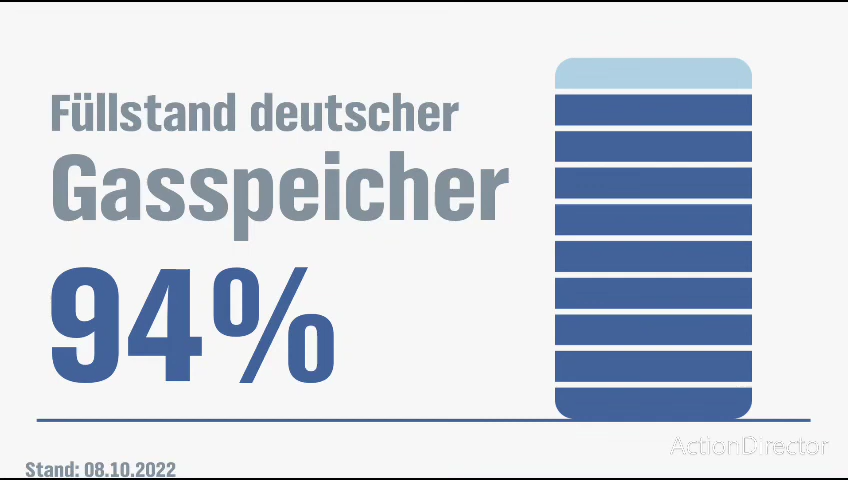 Füllstand deutscher
Gasspeicher
94%
ActionDirector
Stand: 08.10.2022